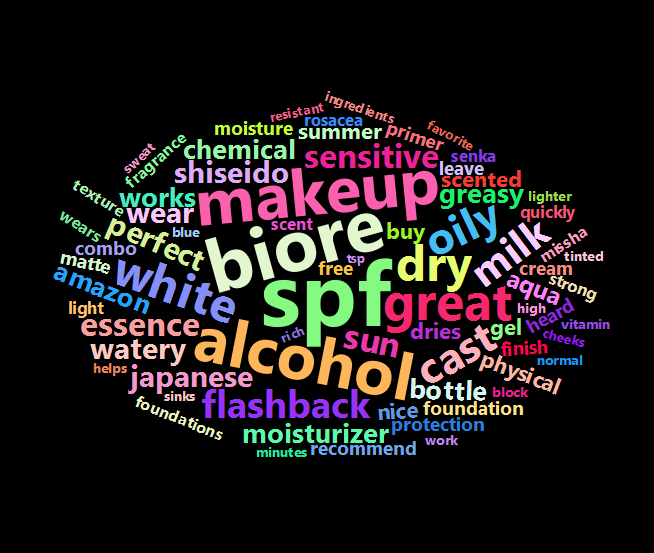 ingredients
resistant
rosacea
favorite
moisture
summer
primer
sweat
fragrance
chemical
sensitive
senka
shiseido
leave
scented
texture
works
makeup
greasy
lighter
wears
wear
scent
quickly
perfect
blue
biore
buy
oily
milk
missha
combo
tinted
matte
white
free
tsp
dry
cream
amazon
spf
aqua
strong
light
great
high
heard
essence
rich
sun
dries
gel
vitamin
watery
alcohol
cast
finish
cheeks
normal
helps
japanese
physical
sinks
bottle
block
foundations
flashback
nice
foundation
moisturizer
protection
minutes
recommend
work